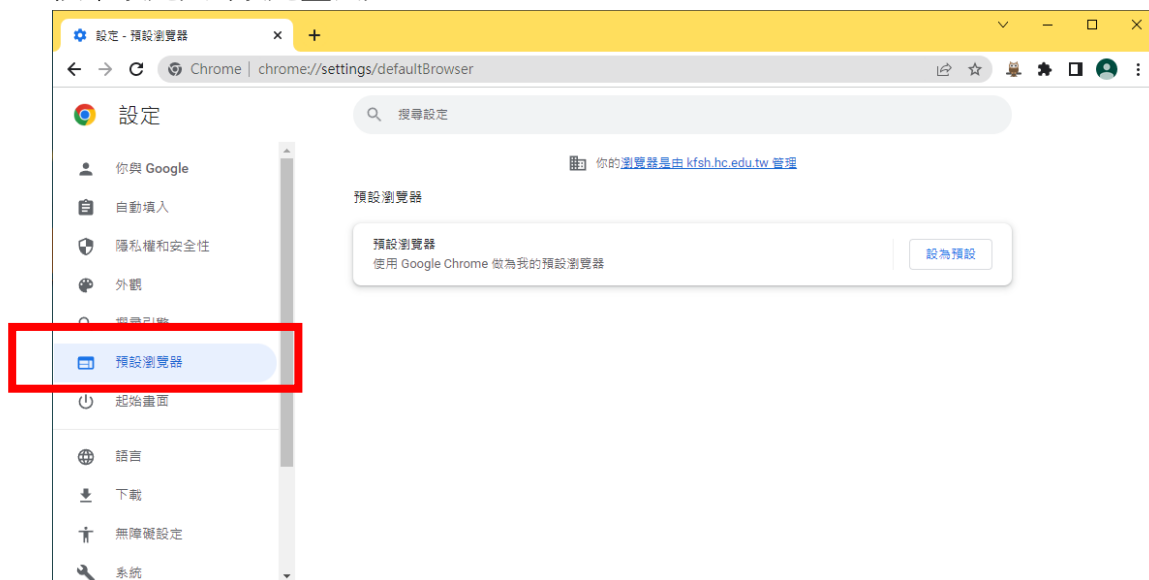 設定 - 預設瀏覽器
Chrome | chrome://settings/defaultBrowser
設定
搜尋設定
你的瀏覽器是由 kfsh.hc.edu.tw 管理
你與 Google
自動填入
隱私權和安全性
外觀
搜尋引擎
預設瀏覽器
起始畫面
語言
下載
無障礙設定
系統
預設瀏覽器
預設瀏覽器
使用 Google Chrome 做為我的預設瀏覽器
設為預設